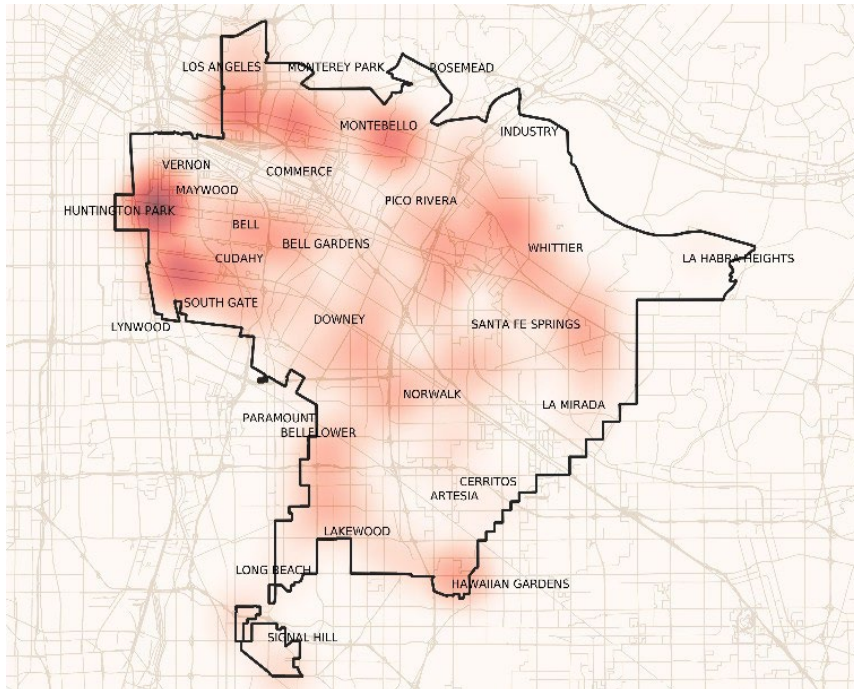 LOS ANGELES
MONTEREY PARK
ROSEMEAD
MONTEBELLO
INDUSTRY
VERNON
COMMERCE
MAYWOOD
PICO RIVERA
HUNTINGTON PARK
BELL
BELL GARDENS
WHITTIER
CUDAHY
LA HABRA HEIGHTS
SOUTH GATE
DOWNEY
SANTA FE SPRINGS
LYNWOOD
NORWALK
LA MIRADA
PARAMOUNT
BELLFLOWER
CERRITOS
ARTESIA
LAKEWOOD
LONG BEACH
HAWAIIAN GARDENS
SIGNAL HILL